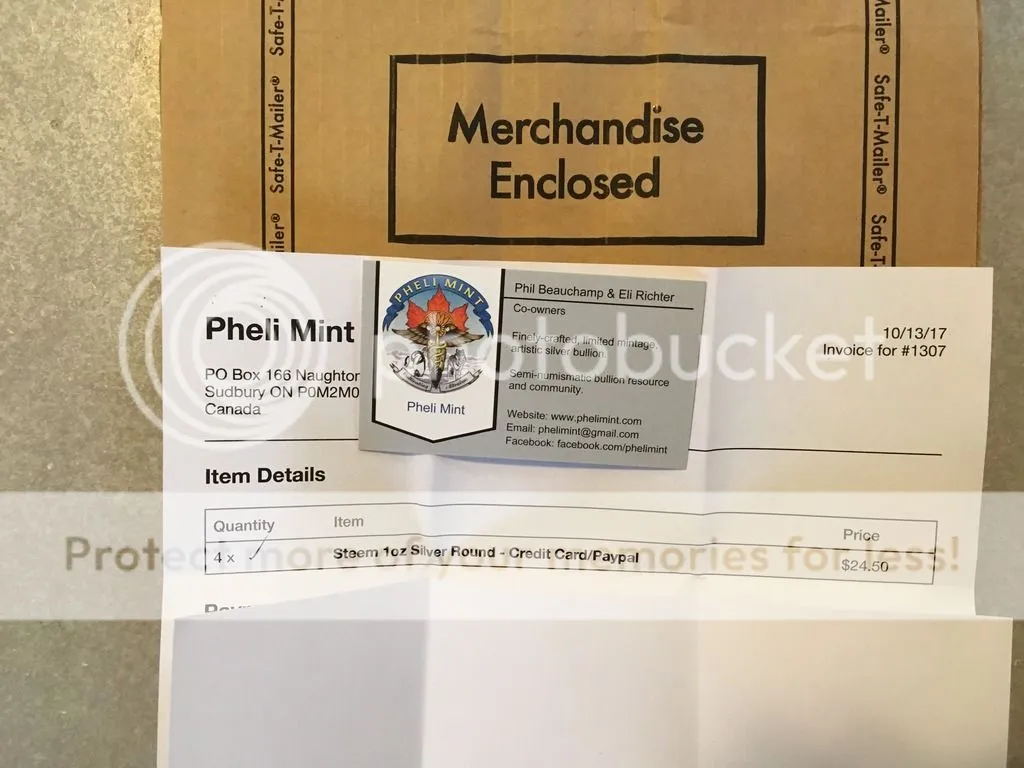 Safe-T-Mailer®
Safe-T-Mailer®
Merchandise
Enclosed
Mailer®
Safe-T-Mailer®
Safe-T-
Pheli Mint
PO Box 166 Naughton
Sudbury ON P0M2M0
Canada
PHELI MINT
Pheli Mint
Phil Beauchamp & Eli Richter
Co-owners
Finely-crafted, limited mintage,
artistic silver bullion.
Semi-numismatic bullion resource
and community.
Website: www.phelimint.com
Email: phelimint@gmail.com
Facebook: facebook.com/phelimint
10/13/17
Invoice for #1307
photobucket
Item Details
Quantity Item Price
4 x Steem 1oz Silver Round - Credit Card/Paypal $24.50
Protect more of your memories for less!